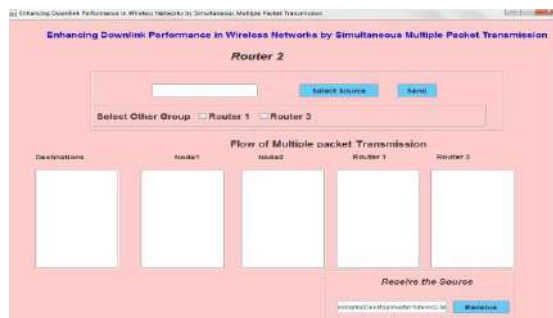 Enhancing Downlink Performance in Wireless Networks by Simultaneous Multiple Packet Transmission
Enhancing Downlink Performance in Wireless Networks by Simultaneous Multiple Packet Transmission
Router 2
Select Source Send
Select Other Group Router 1 Router 3
Flow of Multiple packet Transmission
Destinations Node1 Node2 Router 1 Router 2
Receive the Source
Receive